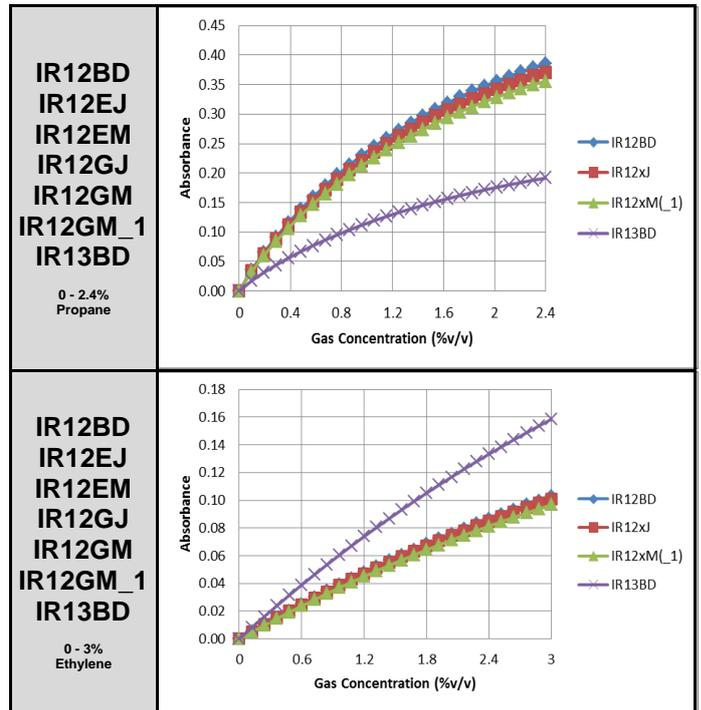 IR12BD
IR12EJ
IR12EM
IR12GJ
IR12GM
IR12GM_1
IR13BD
0 - 2.4%
Propane
Absorbance
0.45
0.40
0.35
0.30
0.25
0.20
0.15
0.10
0.05
0.00
0 0.4 0.8 1.2 1.6 2 2.4
Gas Concentration (%v/v)
IR12BD
IR12xJ
IR12xM(_1)
IR13BD
IR12BD
IR12EJ
IR12EM
IR12GJ
IR12GM
IR12GM_1
IR13BD
0 - 3%
Ethylene
Absorbance
0.18
0.16
0.14
0.12
0.10
0.08
0.06
0.04
0.02
0.00
0 0.6 1.2 1.8 2.4 3
Gas Concentration (%v/v)
IR12BD
IR12xJ
IR12xM(_1)
IR13BD